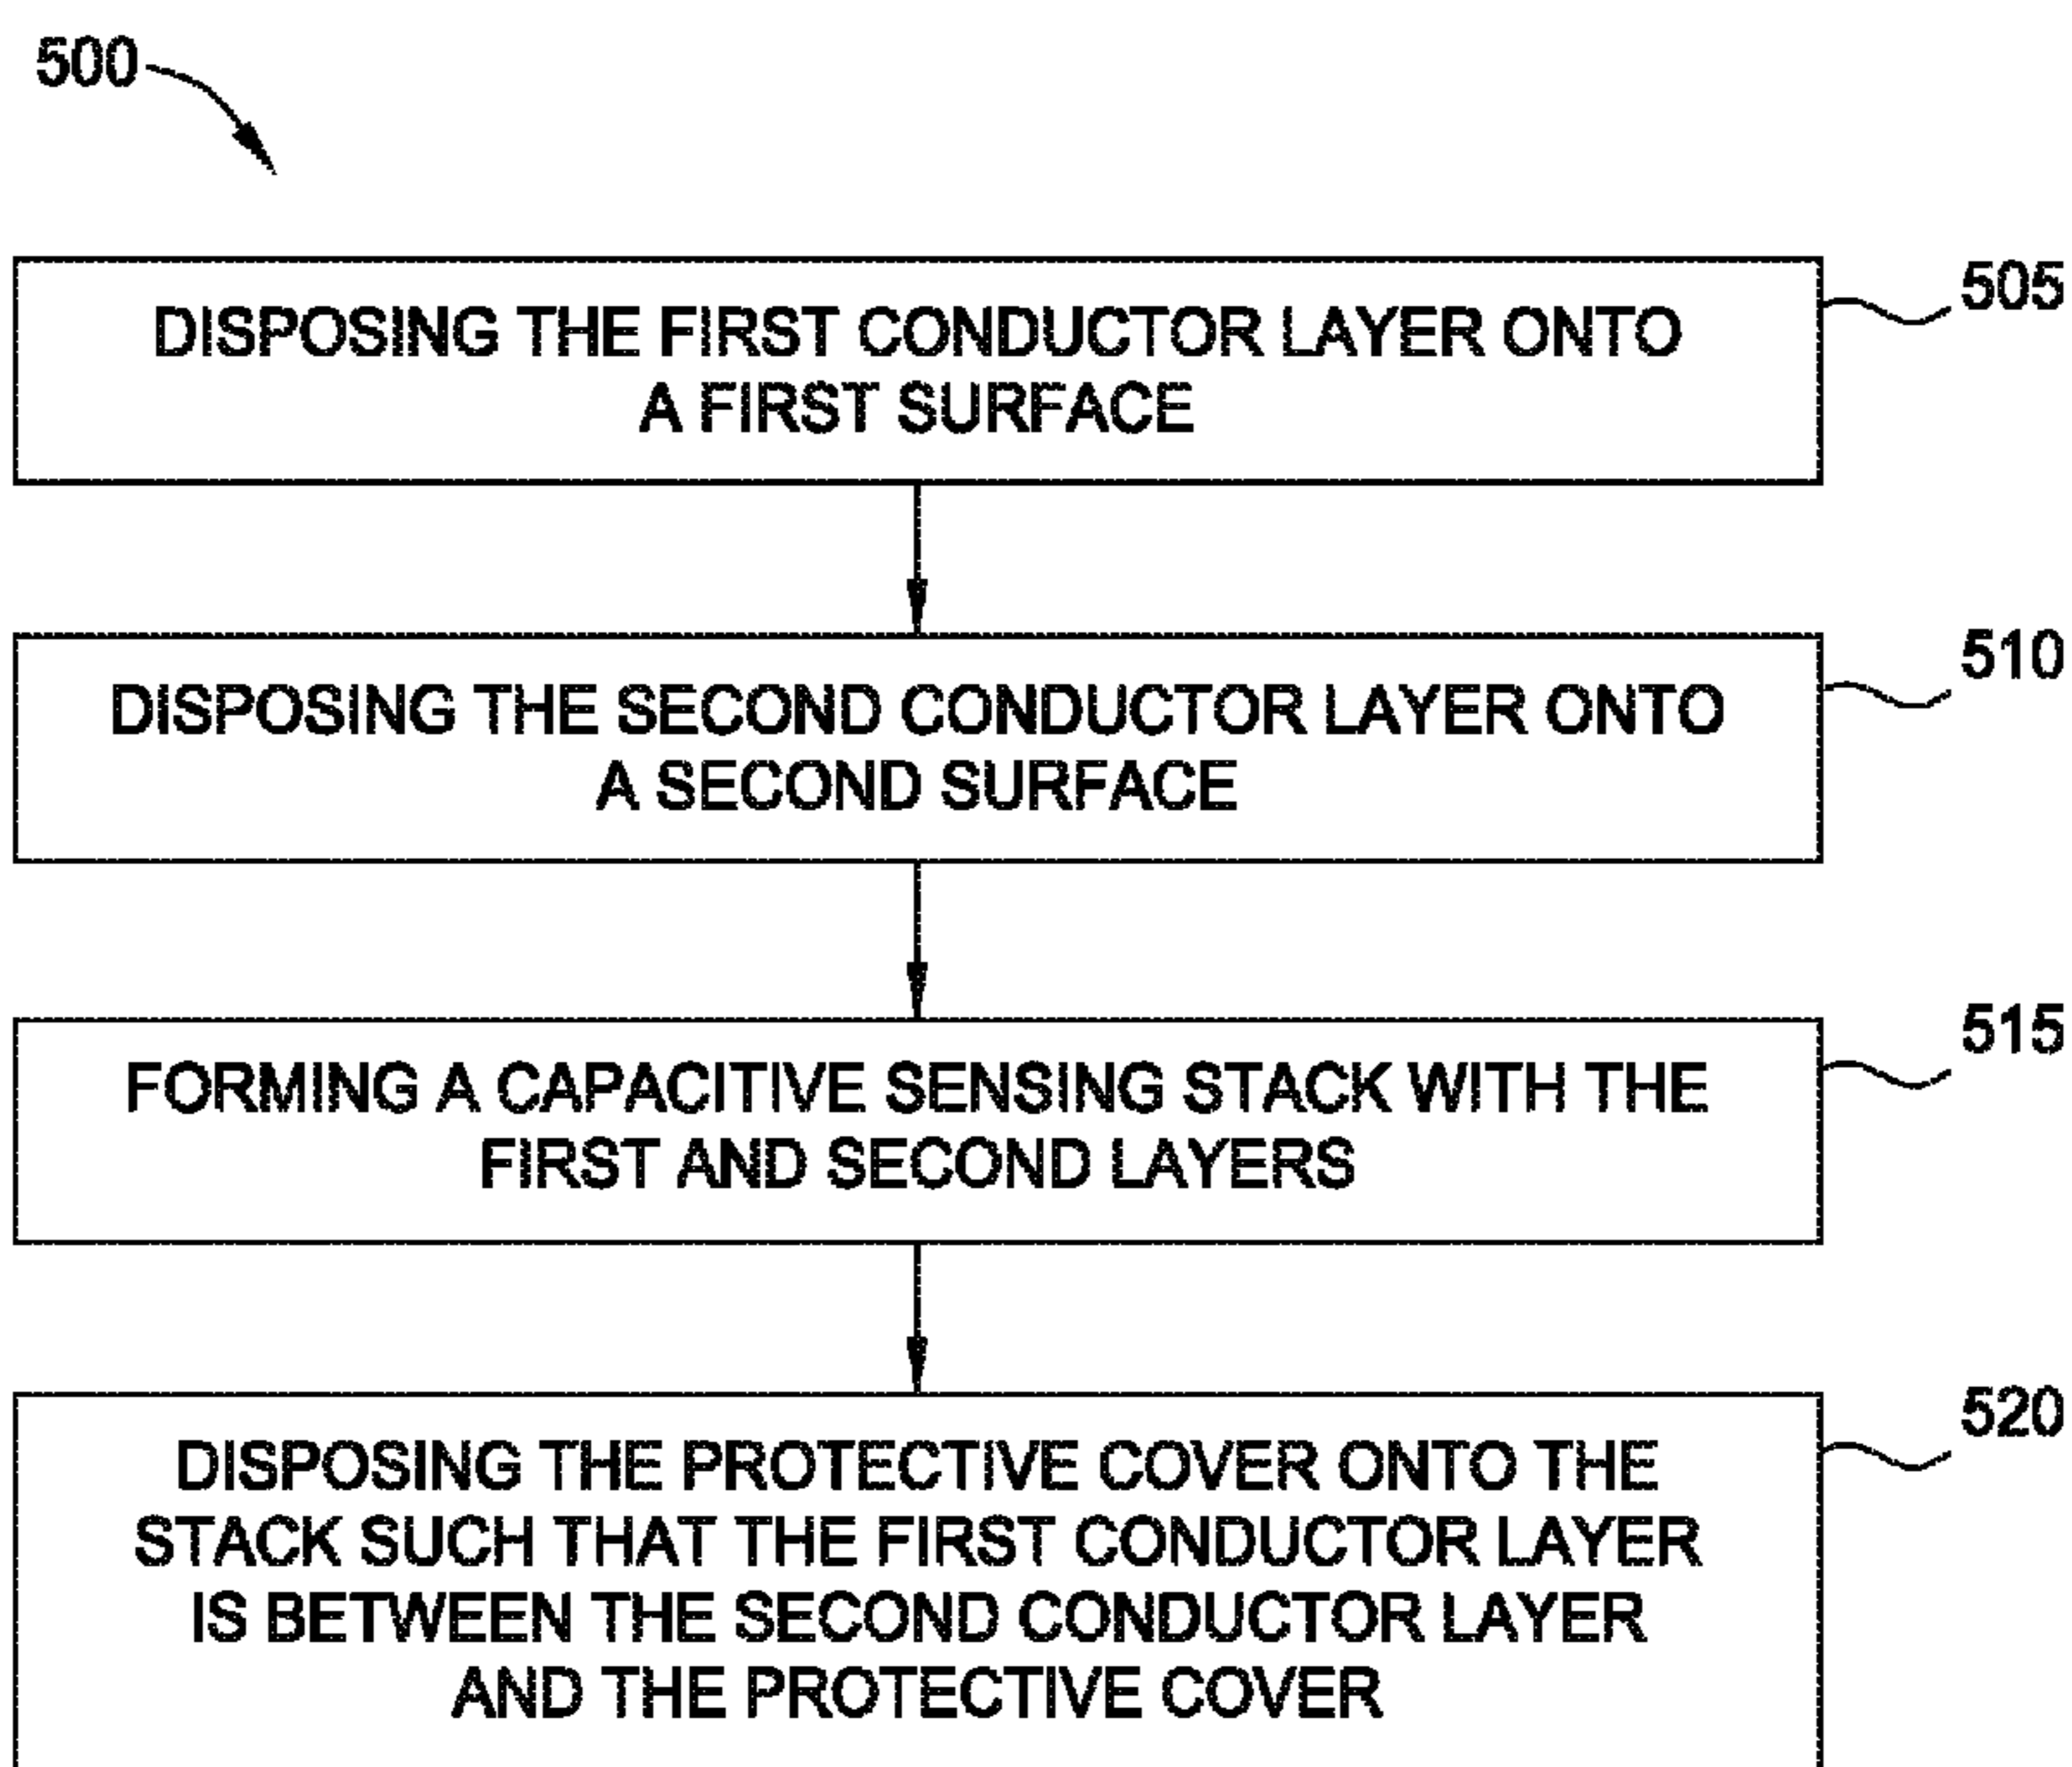 500
505
DISPOSING THE FIRST CONDUCTOR LAYER ONTO
A FIRST SURFACE
510
DISPOSING THE SECOND CONDUCTOR LAYER ONTO
A SECOND SURFACE
515
FORMING A CAPACITIVE SENSING STACK WITH THE
FIRST AND SECOND LAYERS
520
DISPOSING THE PROTECTIVE COVER ONTO THE
STACK SUCH THAT THE FIRST CONDUCTOR LAYER
IS BETWEEN THE SECOND CONDUCTOR LAYER
AND THE PROTECTIVE COVER